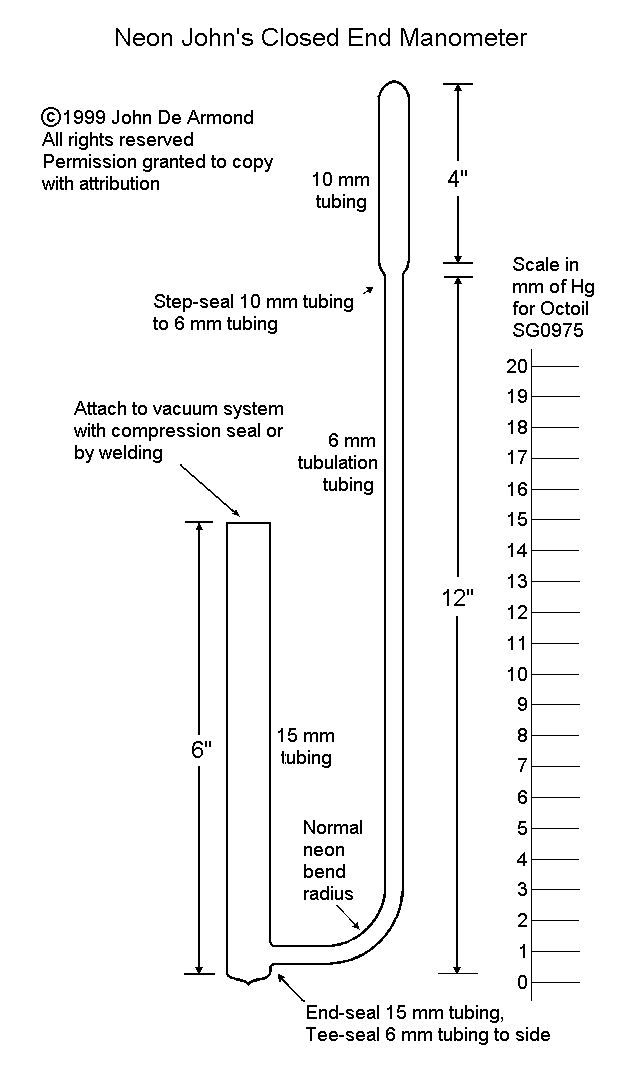 Neon John's Closed End Manometer
©1999 John De Armond
All rights reserved
Permission granted to copy
with attribution
10 mm
tubing
4"
Step-seal 10 mm tubing
to 6 mm tubing
Scale in
mm of Hg
for Octoil
SG0975
Attach to vacuum system
with compression seal or
by welding
6 mm
tubulation
tubing
12"
6"
15 mm
tubing
Normal
neon
bend
radius
End-seal 15 mm tubing,
Tee-seal 6 mm tubing to side
20
19
18
17
16
15
14
13
12
11
10
9
8
7
6
5
4
3
2
1
0